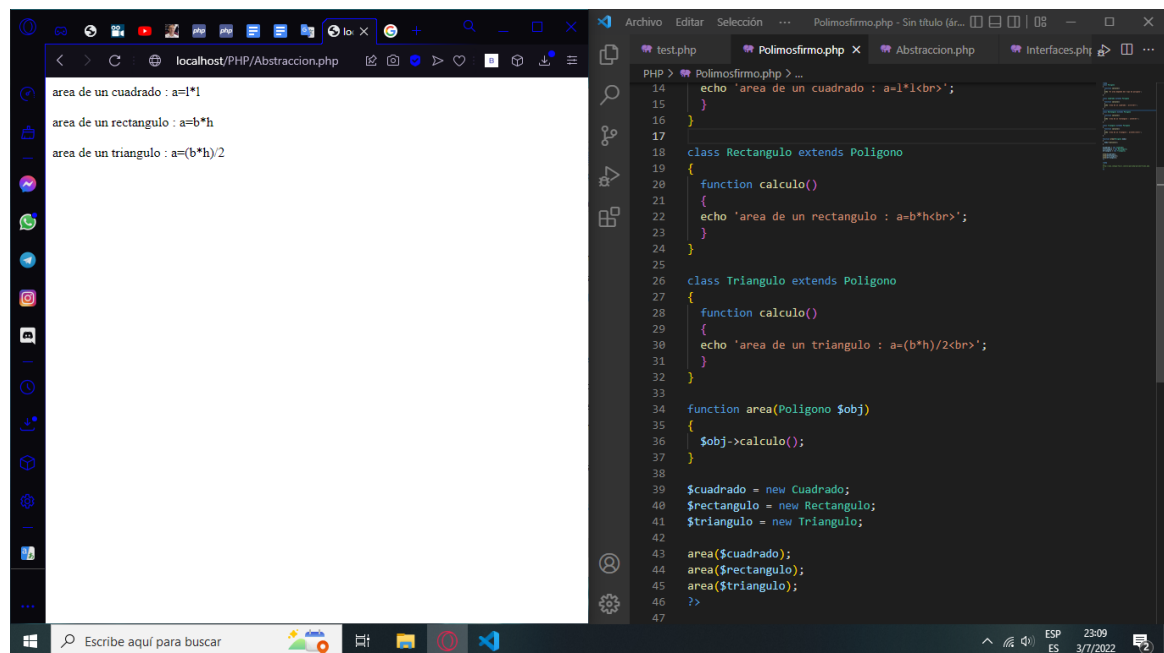 localhost/PHP/Abstraccion.php
area de un cuadrado : a=l*l
area de un rectangulo : a=b*h
area de un triangulo : a=(b*h)/2
Archivo Editar Selección ··· Polimosfirmo.php - Sin título (ár...
test.php Polimosfirmo.php Abstraccion.php Interfaces.php
PHP > Polimosfirmo.php > ...
14 echo 'area de un cuadrado : a=l*l<br>';
15 }
16 }
17
18 class Rectangulo extends Poligono
19 {
20 function calculo()
21 {
22 echo 'area de un rectangulo : a=b*h<br>';
23 }
24 }
25
26 class Triangulo extends Poligono
27 {
28 function calculo()
29 {
30 echo 'area de un triangulo : a=(b*h)/2<br>';
31 }
32 }
33
34 function area(Poligono $obj)
35 {
36 $obj->calculo();
37 }
38
39 $cuadrado = new Cuadrado;
40 $rectangulo = new Rectangulo;
41 $triangulo = new Triangulo;
42
43 area($cuadrado);
44 area($rectangulo);
45 area($triangulo);
46 ?>
47
Escribe aquí para buscar
ESP 23:09
ES 3/7/2022
2